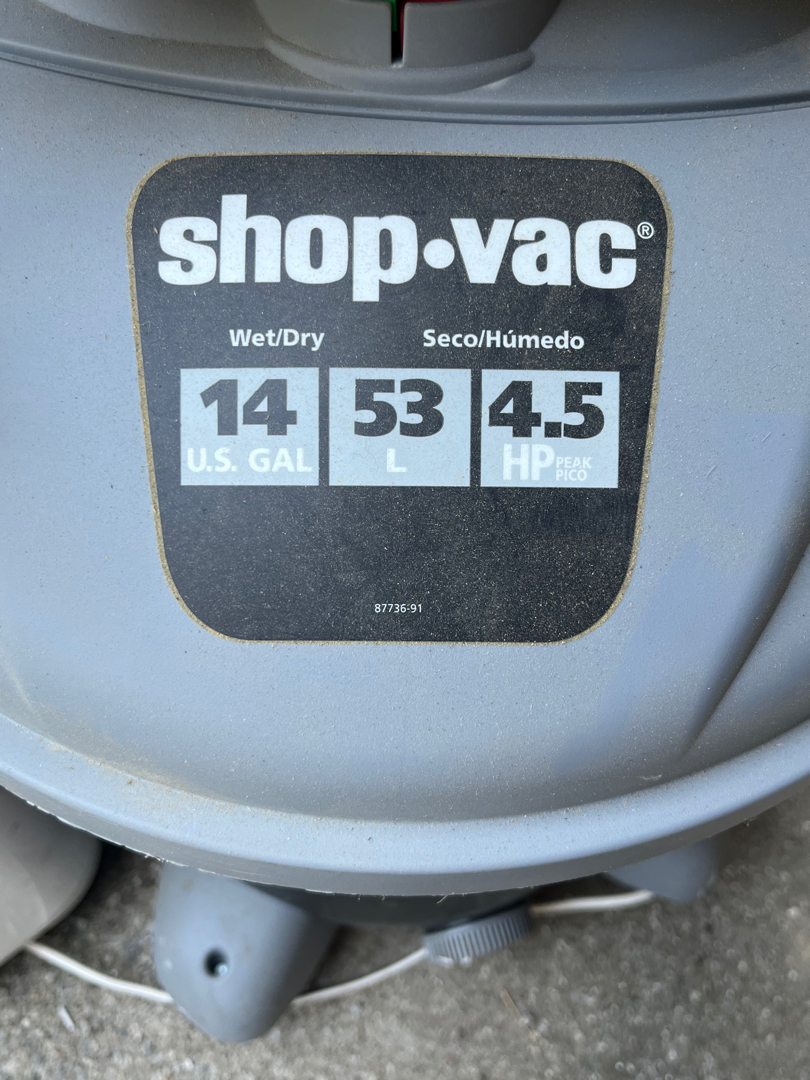 shop•vac®
Wet/Dry Seco/Húmedo
14 53 4.5
U.S. GAL L HP PEAK
PICO
87736-91